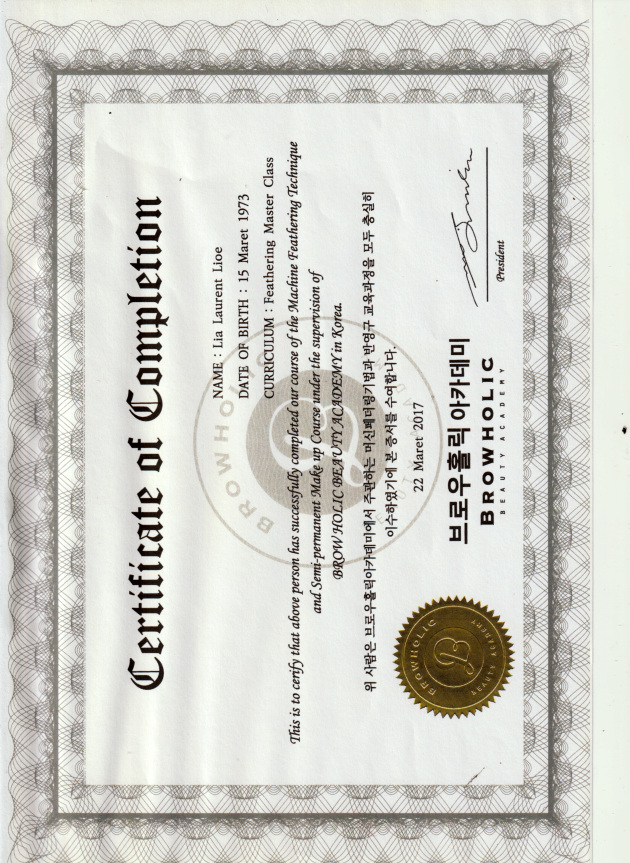 Certificate of Completion
NAME : Lia Laurent Lioe
DATE OF BIRTH : 15 Maret 1973
CURRICULUM : Feathering Master Class
This is to cerify that above person has successfully completed our course of the Machine Feathering Technique
and Semi-permanent Make up Course under the supervision of
BROW HOLIC BEAUTY ACADEMY in Korea.
위 사람은 브로우홀릭아카데미에서 주관하는 머신페더링기법과 반영구 교육과정을 모두 충실히
이수하였기에 본 증서를 수여합니다.
22 Maret 2017
브로우홀릭 아카데미
BROWHOLIC
BEAUTY ACADEMY
President
BROWHOLIC
BEAUTY ACADEMY
B
BROWHOLIC
B